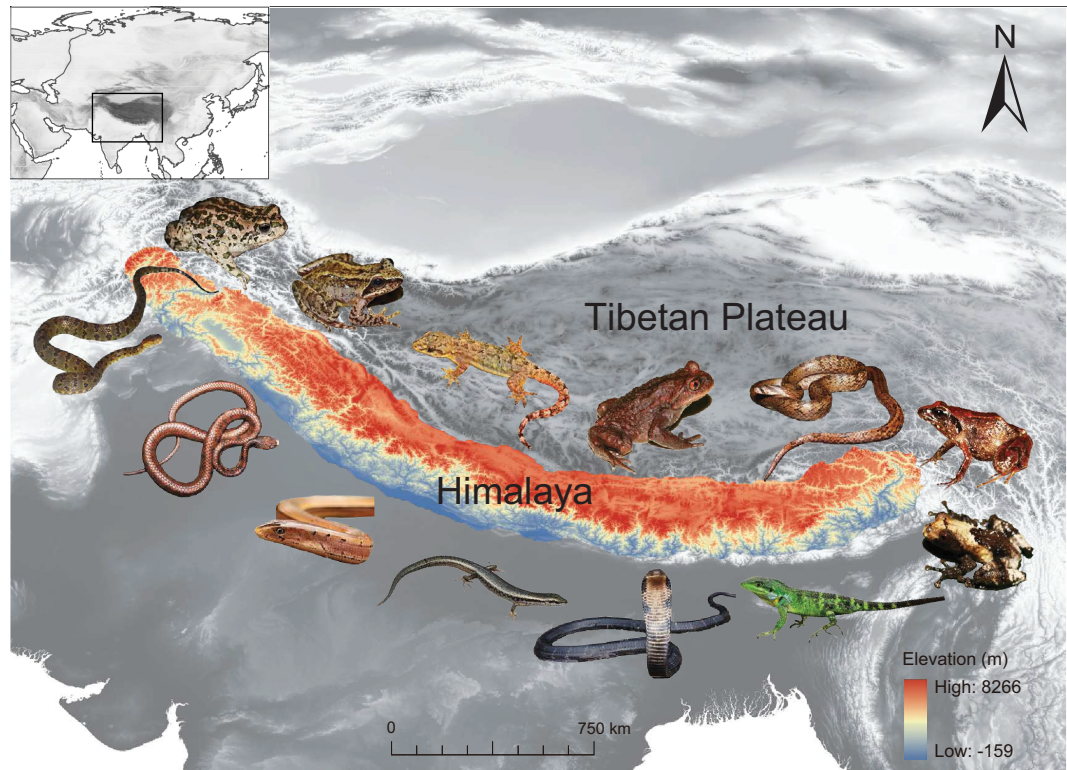 N
Tibetan Plateau
Himalaya
Elevation (m)
High: 8266
Low: -159
0
750 km